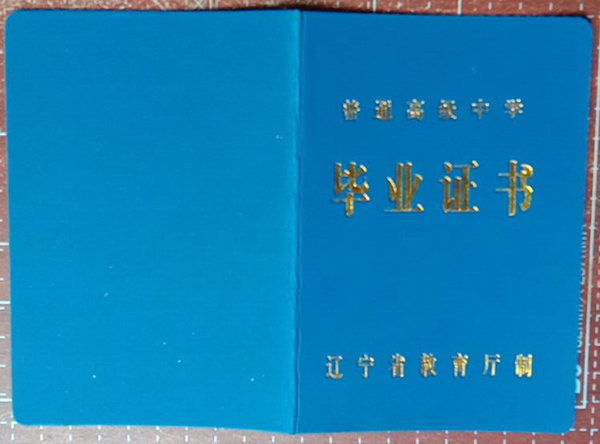 普通高级中学
毕业证书
辽宁省教育厅制